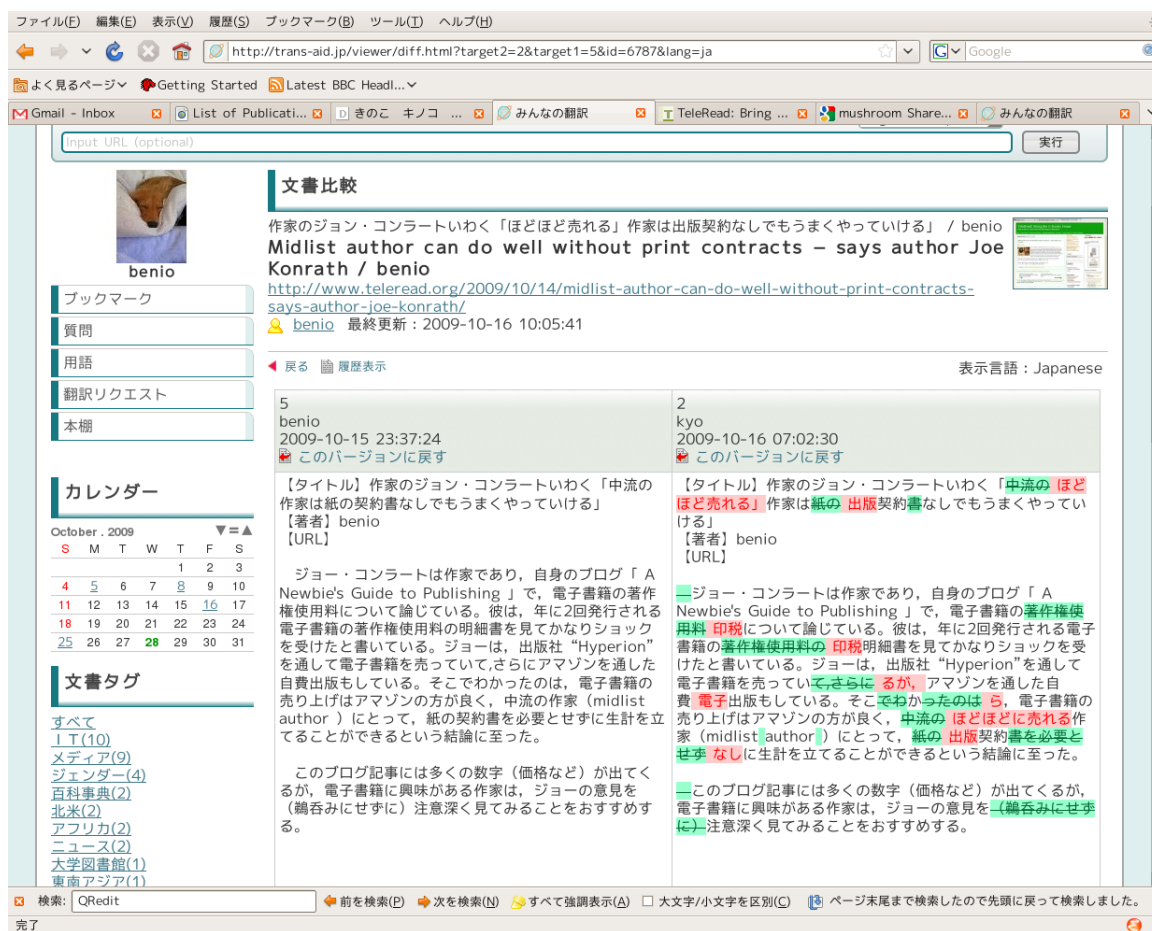 ファイル(F) 編集(E) 表示(V) 履歴(S) ブックマーク(B) ツール(T) ヘルプ(H)
http://trans-aid.jp/viewer/diff.html?target2=2&target1=5&id=6787&lang=ja
Google
よく見るページ Getting Started Latest BBC Headl...
Gmail - Inbox
List of Publicati...
きのこ キノコ ...
みんなの翻訳
TeleRead: Bring ...
mushroom Share...
みんなの翻訳
Input URL (optional)
実行
benio
ブックマーク
質問
用語
翻訳リクエスト
本棚
カレンダー
October . 2009 ▼=▲
S M T W T F S
1 2 3
4 5 6 7 8 9 10
11 12 13 14 15 16 17
18 19 20 21 22 23 24
25 26 27 28 29 30 31
文書タグ
すべて
IT(10)
メディア(9)
ジェンダー(4)
百科事典(2)
北米(2)
アフリカ(2)
ニュース(2)
大学図書館(1)
東南アジア(1)
文書比較
作家のジョン・コンラートいわく「ほどほど売れる」作家は出版契約なしでもうまくやっていける」 / benio
Midlist author can do well without print contracts – says author Joe
Konrath / benio
http://www.teleread.org/2009/10/14/midlist-author-can-do-well-without-print-contracts-
says-author-joe-konrath/
benio 最終更新：2009-10-16 10:05:41
戻る 履歴表示
表示言語：Japanese
5
benio
2009-10-15 23:37:24
このバージョンに戻す
【タイトル】作家のジョン・コンラートいわく「中流の
作家は紙の契約書なしでもうまくやっていける」
【著者】benio
【URL】
ジョー・コンラートは作家であり，自身のブログ「 A
Newbie's Guide to Publishing 」で，電子書籍の著作
権使用料について論じている。彼は，年に2回発行される
電子書籍の著作権使用料の明細書を見てかなりショック
を受けたと書いている。ジョーは，出版社 “Hyperion”
を通して電子書籍を売っていて,さらにアマゾンを通した
自費出版もしている。そこでわかったのは，電子書籍の
売り上げはアマゾンの方が良く，中流の作家（midlist
author ）にとって，紙の契約書を必要とせずに生計を立
てることができるという結論に至った。
このブログ記事には多くの数字（価格など）が出てく
るが，電子書籍に興味がある作家は，ジョーの意見を
（鵜呑みにせずに）注意深く見てみることをおすすめす
る。
2
kyo
2009-10-16 07:02:30
このバージョンに戻す
【タイトル】作家のジョン・コンラートいわく「中流の ほど
ほど売れる」作家は紙の 出版契約書なしでもうまくやってい
ける」
【著者】benio
【URL】
ジョー・コンラートは作家であり，自身のブログ「 A
Newbie's Guide to Publishing 」で，電子書籍の著作権使
用料 印税について論じている。彼は，年に2回発行される電子
書籍の著作権使用料の 印税明細書を見てかなりショックを受
けたと書いている。ジョーは，出版社 “Hyperion”を通して
電子書籍を売っていて,さらに るが，アマゾンを通した自
費 電子出版もしている。そこでわかったのは ら，電子書籍の
売り上げはアマゾンの方が良く，中流の ほどほどに売れる作
家（midlist author ）にとって，紙の 出版契約書を必要と
せず なしに生計を立てることができるという結論に至った。
このブログ記事には多くの数字（価格など）が出てくるが，
電子書籍に興味がある作家は，ジョーの意見を（鵜呑みにせず
に）注意深く見てみることをおすすめする。
検索: QRedit 前を検索(P) 次を検索(N) すべて強調表示(A) 大文字/小文字を区別(C) ページ末尾まで検索したので先頭に戻って検索しました。
完了